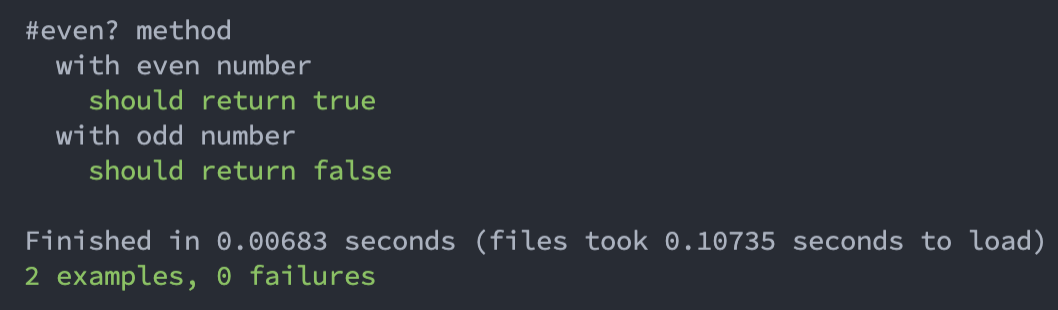 #even? method
with even number
should return true
with odd number
should return false
Finished in 0.00683 seconds (files took 0.10735 seconds to load)
2 examples, 0 failures